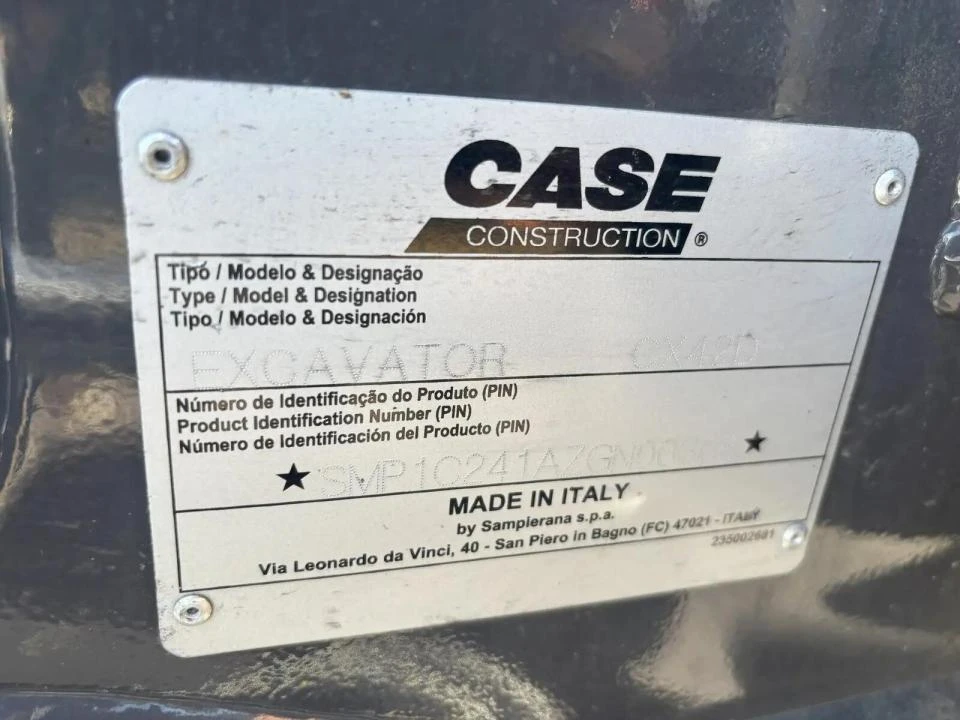 CASE
CONSTRUCTION ®
Tipo / Modelo & Designação
Type / Model & Designation
Tipo / Modelo & Designación
EXCAVATOR CX48D
Número de Identificação do Produto (PIN)
Product Identification Number (PIN)
Número de Identificación del Producto (PIN)
MADE IN ITALY
by Sampierana s.p.a.
Via Leonardo da Vinci, 40 - San Piero in Bagno (FC) 47021 - ITALY
235002681